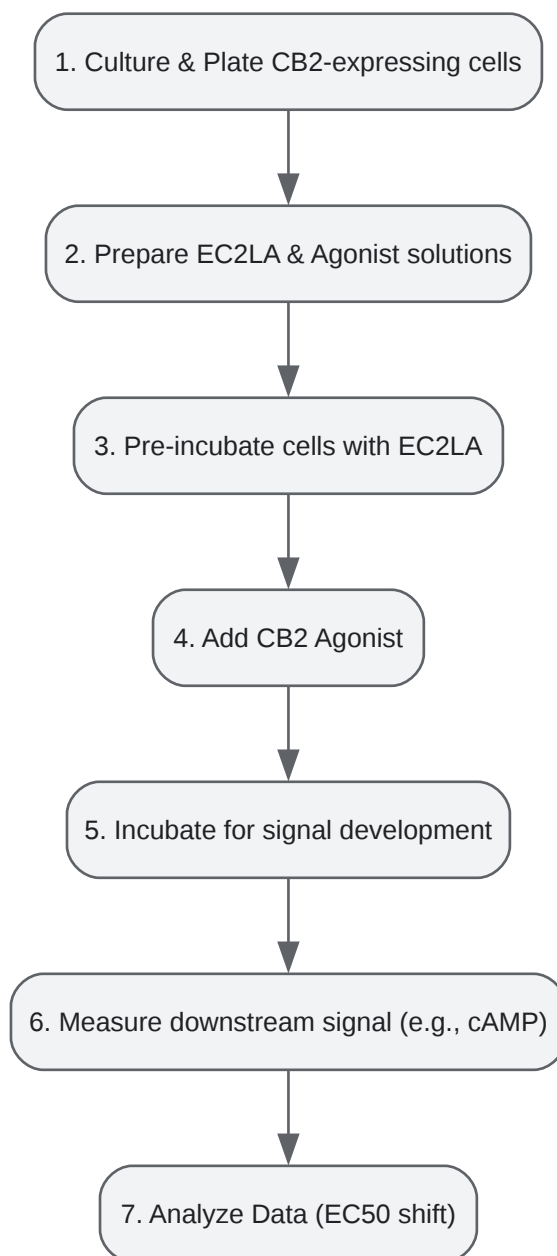 1. Culture & Plate CB2-expressing cells
2. Prepare EC2LA & Agonist solutions
3. Pre-incubate cells with EC2LA
4. Add CB2 Agonist
5. Incubate for signal development
6. Measure downstream signal (e.g., cAMP)
7. Analyze Data (EC50 shift)